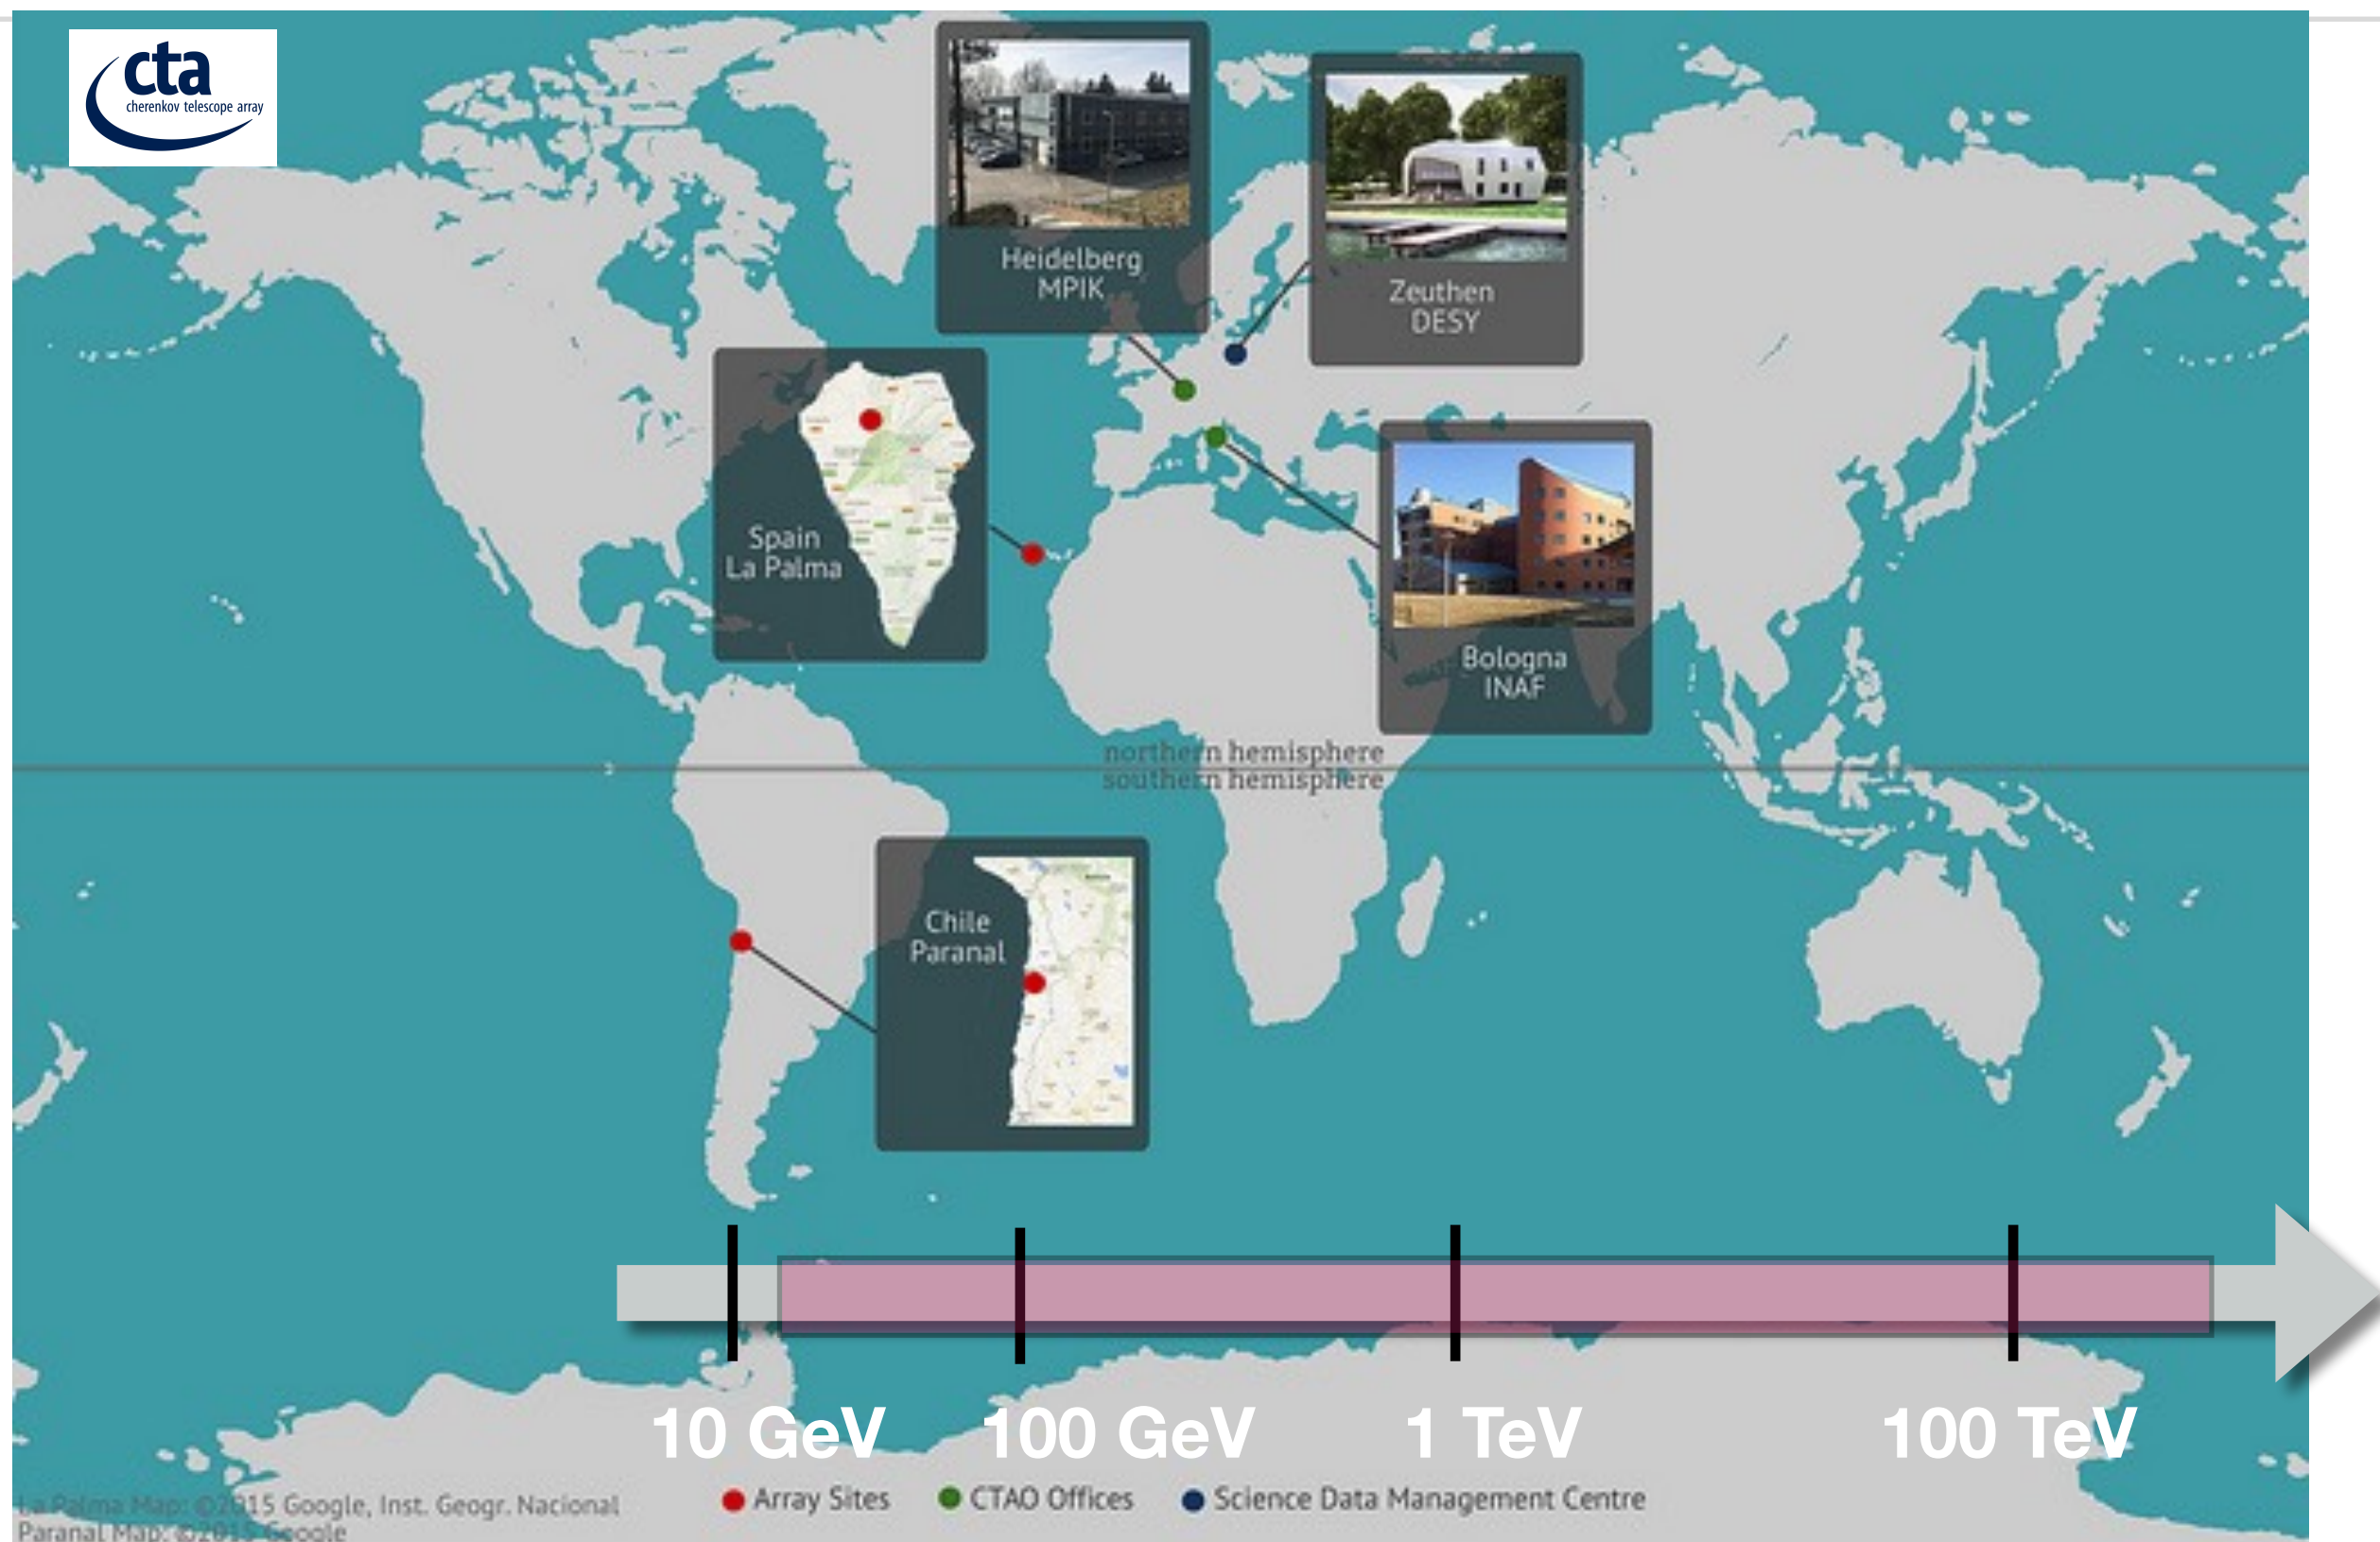 cta
cherenkov telescope array
Heidelberg
MPIK
Zeuthen
DESY
Spain
La Palma
Bologna
INAF
northern hemisphere
southern hemisphere
Chile
Paranal
10 GeV
100 GeV
1 TeV
100 TeV
Array Sites
CTAO Offices
Science Data Management Centre
La Palma Map: ©2015 Google, Inst. Geogr. Nacional
Paranal Map: ©2015 Google